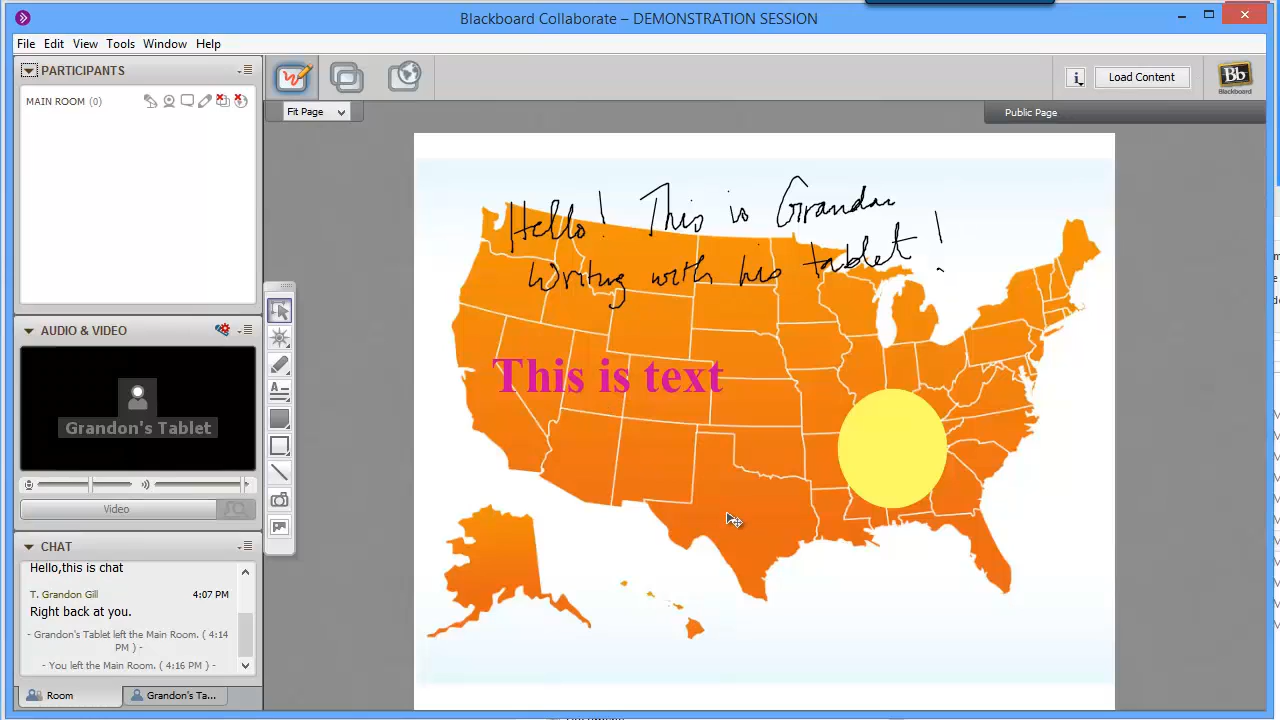 Blackboard Collaborate – DEMONSTRATION SESSION
File Edit View Tools Window Help
PARTICIPANTS
MAIN ROOM (0)
i
Load Content
Bb
Blackboard
Fit Page
Public Page
Hello! This is Grandon
writing with his tablet!
This is text
AUDIO & VIDEO
Grandon's Tablet
Video
CHAT
Hello,this is chat
T. Grandon Gill 4:07 PM
Right back at you.
- Grandon's Tablet left the Main Room. ( 4:14
PM ) -
- You left the Main Room. ( 4:16 PM ) -
Room
Grandon's Ta...